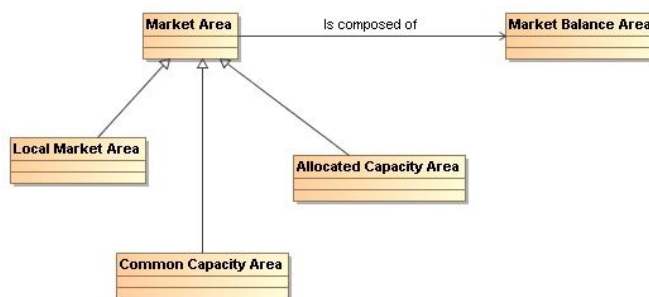 Market Area
Is composed of
Market Balance Area
Local Market Area
Allocated Capacity Area
Common Capacity Area